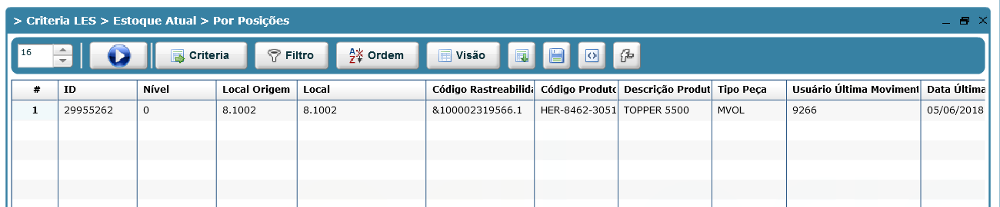 > Criteria LES > Estoque Atual > Por Posições
16 Criteria Filtro Ordem Visão
# ID Nível Local Origem Local Código Rastreabilida Código Produto Descrição Produt Tipo Peça Usuário Última Moviment Data Última
1 29955262 0 8.1002 8.1002 &100002319566.1 HER-8462-3051 TOPPER 5500 MVOL 9266 05/06/2018